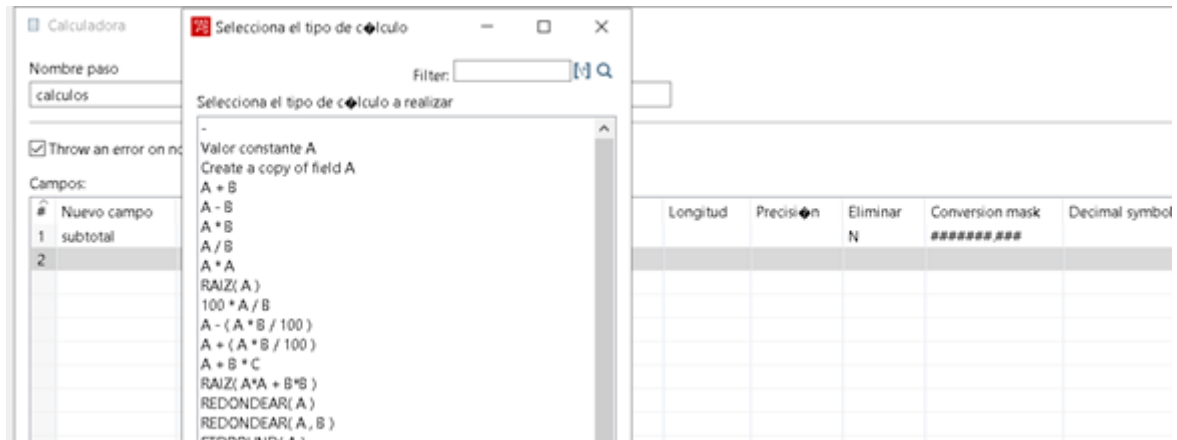 Calculadora
Selecciona el tipo de c�lculo
Nombre paso
Filter:
calculos
Selecciona el tipo de c�lculo a realizar
-
Throw an error on
Valor constante A
Create a copy of field A
Campos:
A + B
# Nuevo campo
A - B
Longitud Precisi�n Eliminar Conversion mask Decimal symbol
A * B
1 subtotal
N #######,###
A / B
2
A * A
RAIZ( A )
100 * A / B
A - ( A * B / 100 )
A + ( A * B / 100 )
A + B * C
RAIZ( A*A + B*B )
REDONDEAR( A )
REDONDEAR( A , B )